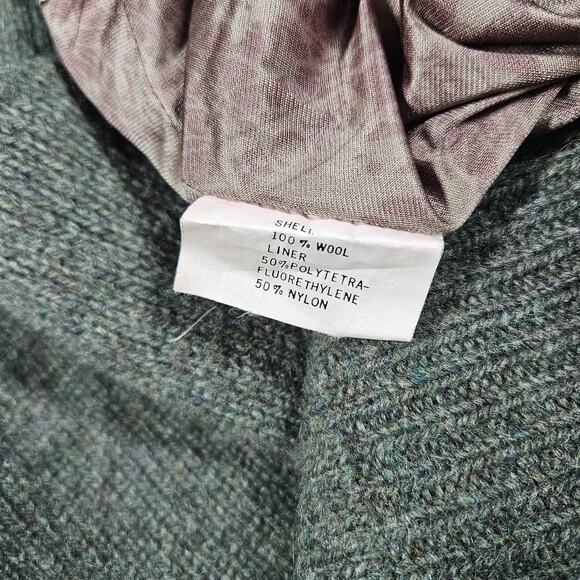 SHELL
100 % WOOL
LINER
50% POLYTETRA-
FLUORETHYLENE
50 % NYLON